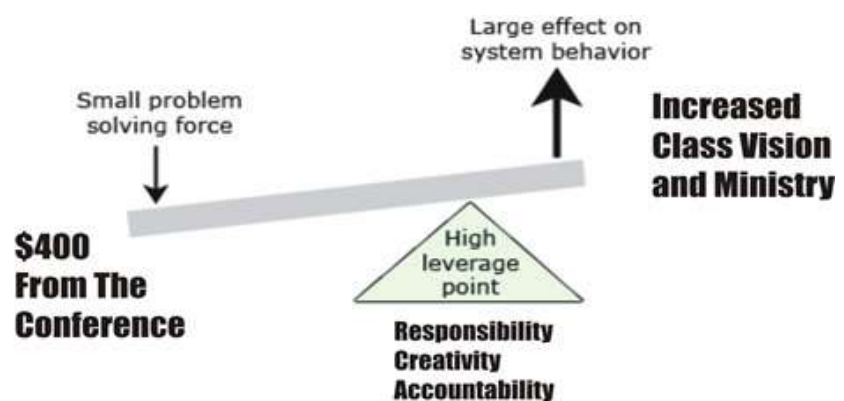 Large effect on
system behavior
Small problem
solving force
Increased
Class Vision
and Ministry
$400
From The
Conference
High
leverage
point
Responsibility
Creativity
Accountability